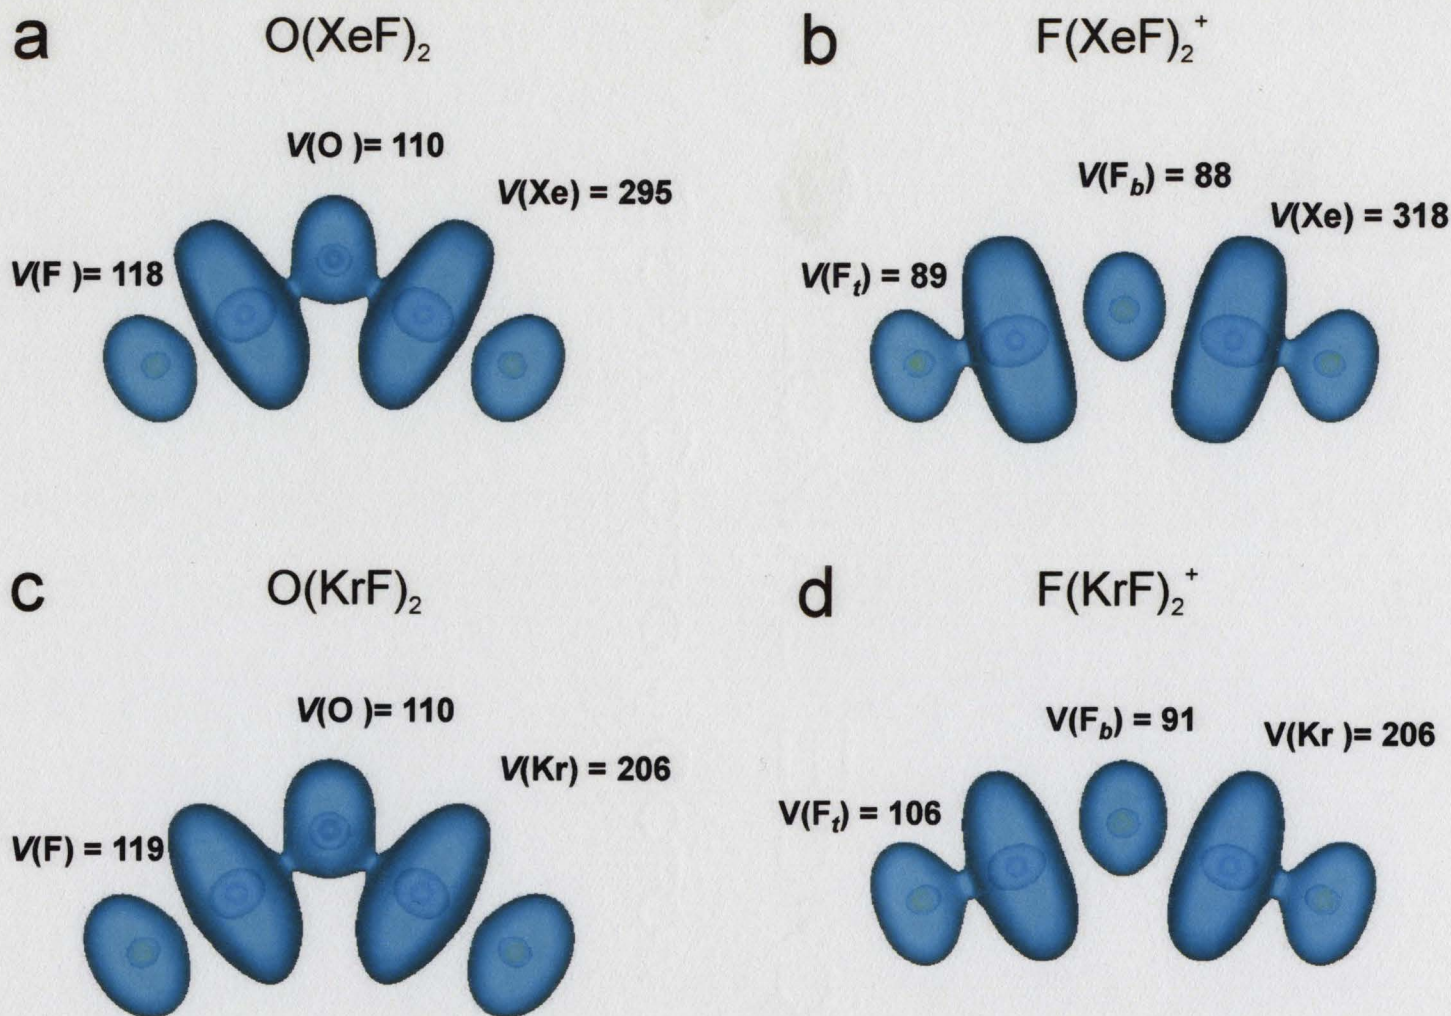 a O(XeF)₂
V(O )= 110
V(Xe) = 295
V(F )= 118
b F(XeF)₂⁺
V(F_b) = 88
V(Xe) = 318
V(F_t) = 89
c O(KrF)₂
V(O )= 110
V(Kr) = 206
V(F) = 119
d F(KrF)₂⁺
V(F_b) = 91
V(Kr )= 206
V(F_t) = 106